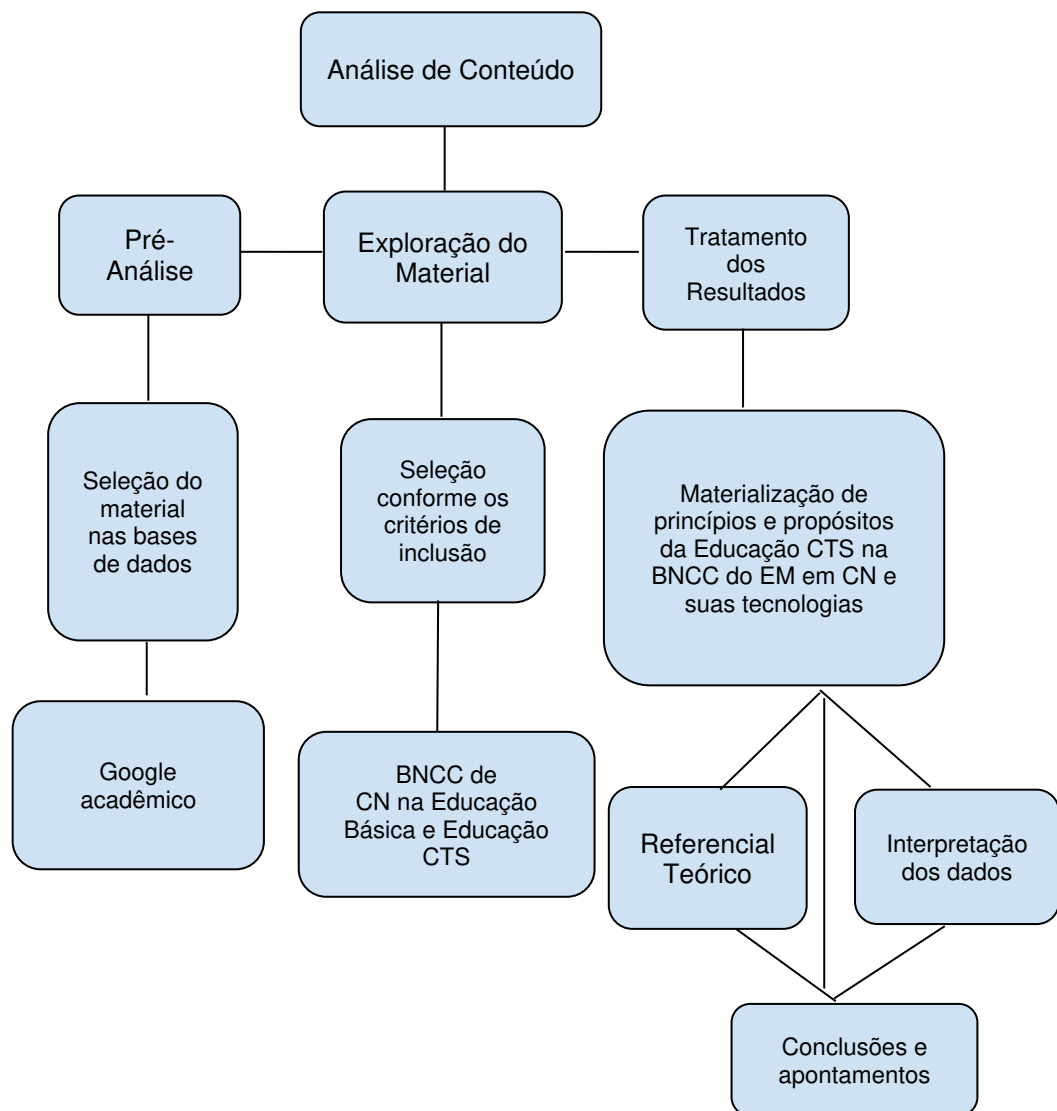 Análise de Conteúdo
Pré-
Análise
Exploração do
Material
Tratamento
dos
Resultados
Seleção do
material
nas bases
de dados
Seleção
conforme os
critérios de
inclusão
Materialização de
princípios e propósitos
da Educação CTS na
BNCC do EM em CN e
suas tecnologias
Google
acadêmico
BNCC de
CN na Educação
Básica e Educação
CTS
Referencial
Teórico
Interpretação
dos dados
Conclusões e
apontamentos